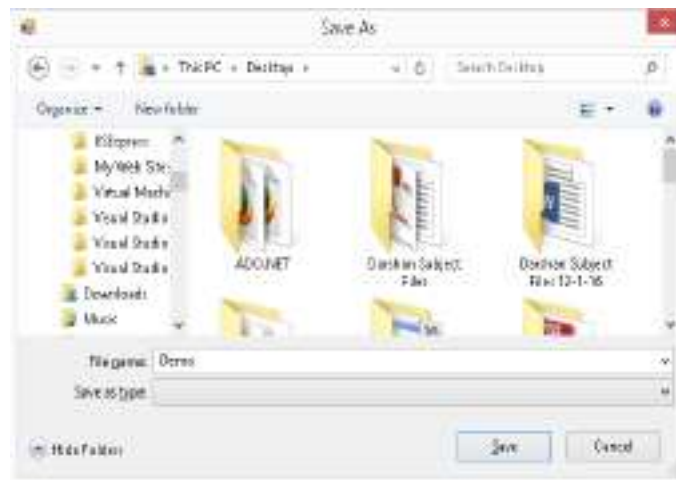 Save As
This PC Desktop
Search Desktop
Organize New folder
IISExpress
My Web Sites
Virtual Machi
Visual Studio
Visual Studio
Visual Studio
Downloads
Music
ADO.NET
Darshan Subject
Files
Darshan Subject
Files 12-1-16
File name: Demo
Save as type:
Hide Folders
Save
Cancel